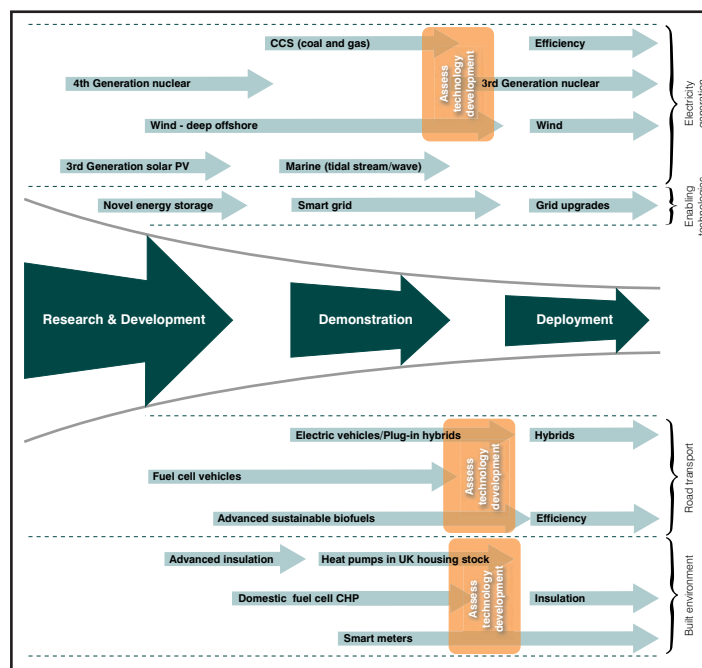 CCS (coal and gas)
Efficiency
4th Generation nuclear
3rd Generation nuclear
Assess
technology
development
Wind - deep offshore
Wind
3rd Generation solar PV
Marine (tidal stream/wave)
Electricity
generation
Novel energy storage
Smart grid
Grid upgrades
Enabling
technologies
Research & Development
Demonstration
Deployment
Electric vehicles/Plug-in hybrids
Hybrids
Fuel cell vehicles
Assess
technology
development
Advanced sustainable biofuels
Efficiency
Road transport
Advanced insulation
Heat pumps in UK housing stock
Domestic fuel cell CHP
Assess
technology
development
Insulation
Smart meters
Built environment